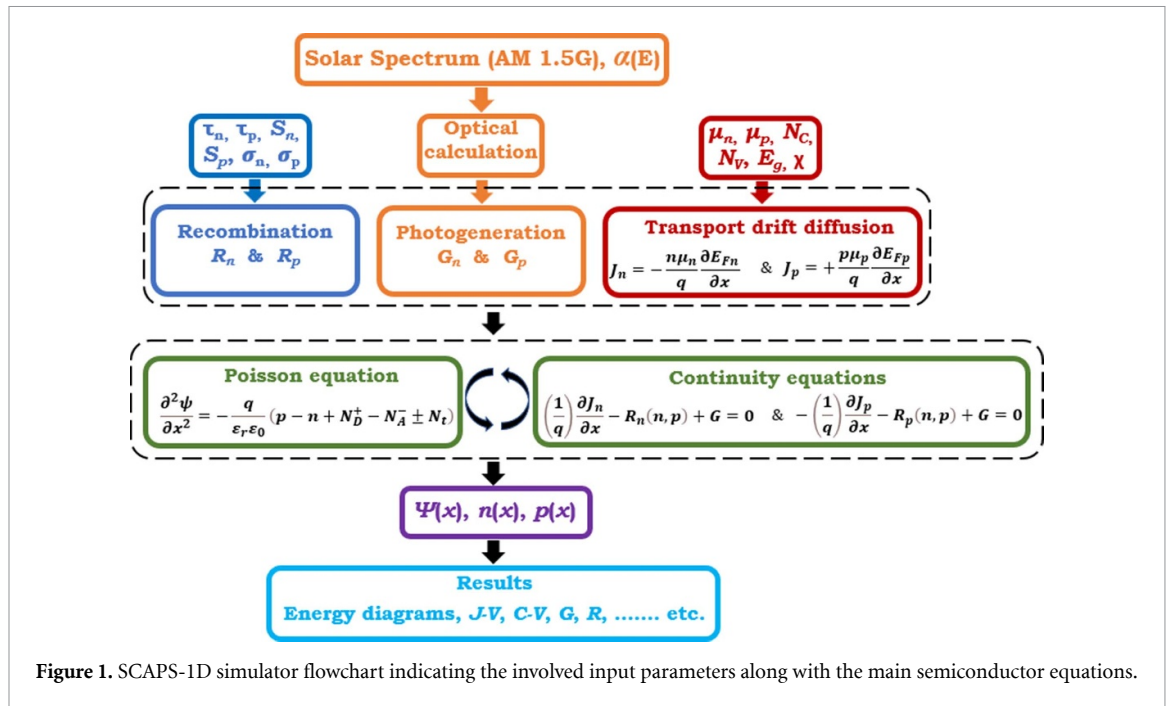 Solar Spectrum (AM 1.5G), α(E)
τn, τp, Sn,
Sp, σn, σp
Optical
calculation
μn, μp, NC,
NV, Eg, χ
Recombination
Rn & Rp
Photogeneration
Gn & Gp
Transport drift diffusion
Jn = − nμn/q ∂EFn/∂x & Jp = + pμp/q ∂EFp/∂x
Poisson equation
∂²ψ/∂x² = − q/εrε0 (p − n + ND⁺ − NA⁻ ± Nt)
Continuity equations
(1/q) ∂Jn/∂x − Rn(n, p) + G = 0 & − (1/q) ∂Jp/∂x − Rp(n, p) + G = 0
Ψ(x), n(x), p(x)
Results
Energy diagrams, J-V, C-V, G, R, ....... etc.
Figure 1. SCAPS-1D simulator flowchart indicating the involved input parameters along with the main semiconductor equations.